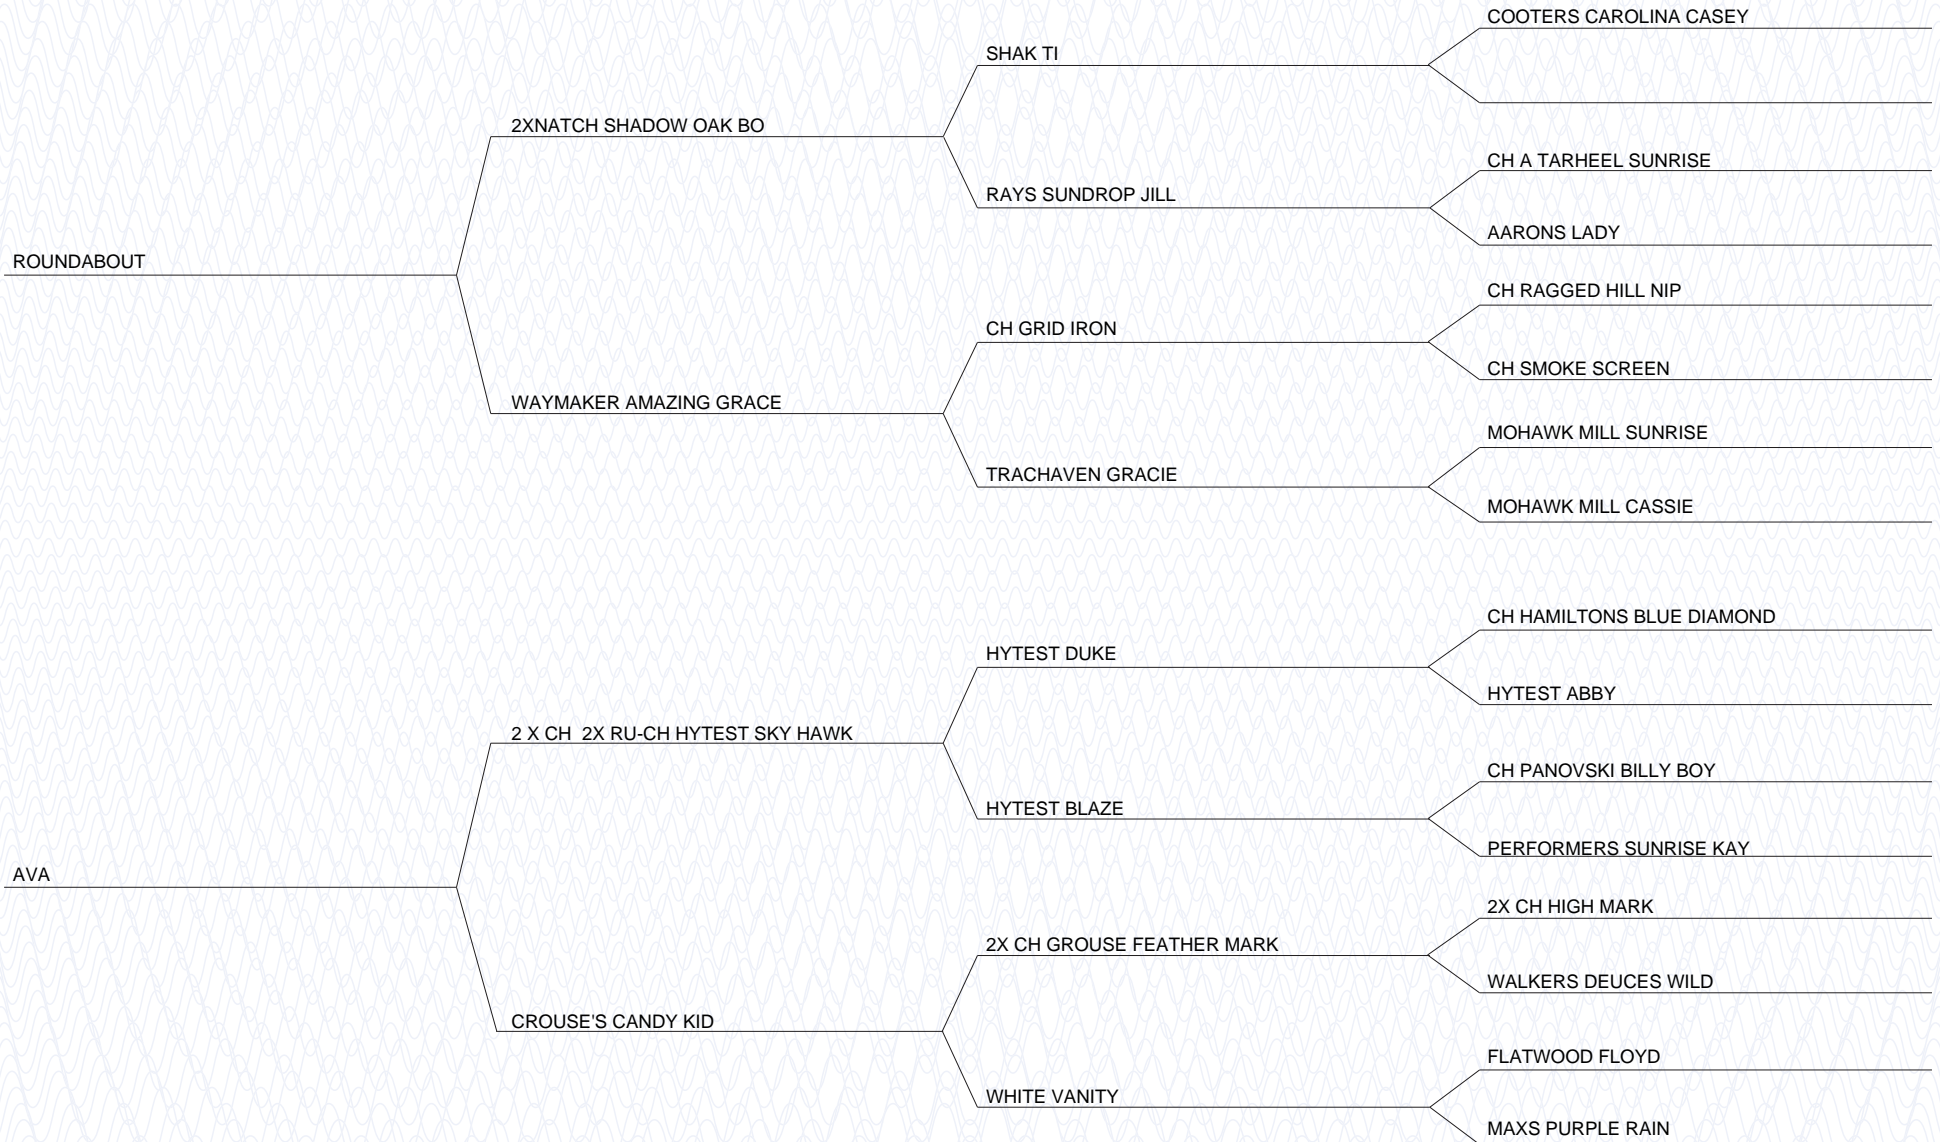 COOTERS CAROLINA CASEY
SHAK TI
2XNATCH SHADOW OAK BO
CH A TARHEEL SUNRISE
RAYS SUNDROP JILL
AARONS LADY
ROUNDABOUT
CH RAGGED HILL NIP
CH GRID IRON
CH SMOKE SCREEN
WAYMAKER AMAZING GRACE
MOHAWK MILL SUNRISE
TRACHAVEN GRACIE
MOHAWK MILL CASSIE
CH HAMILTONS BLUE DIAMOND
HYTEST DUKE
HYTEST ABBY
2 X CH  2X RU-CH HYTEST SKY HAWK
CH PANOVSKI BILLY BOY
HYTEST BLAZE
PERFORMERS SUNRISE KAY
AVA
2X CH HIGH MARK
2X CH GROUSE FEATHER MARK
WALKERS DEUCES WILD
CROUSE'S CANDY KID
FLATWOOD FLOYD
WHITE VANITY
MAXS PURPLE RAIN